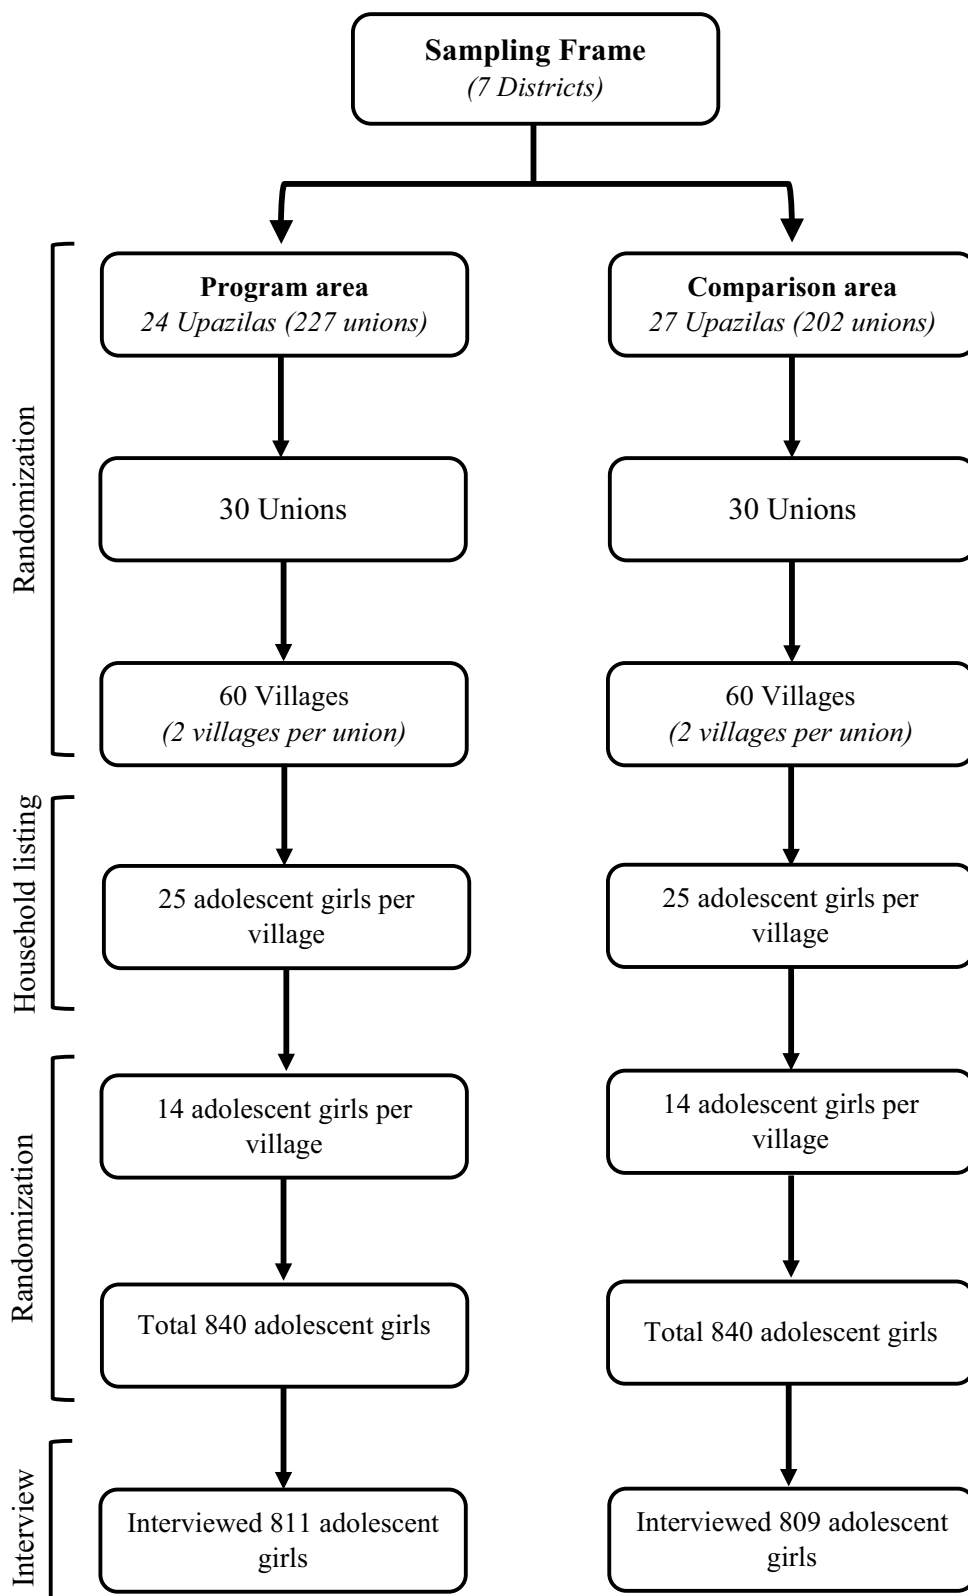 Sampling Frame
(7 Districts)
Randomization
Program area
24 Upazilas (227 unions)
Comparison area
27 Upazilas (202 unions)
30 Unions
30 Unions
60 Villages
(2 villages per union)
60 Villages
(2 villages per union)
Household listing
25 adolescent girls per
village
25 adolescent girls per
village
Randomization
14 adolescent girls per
village
14 adolescent girls per
village
Total 840 adolescent girls
Total 840 adolescent girls
Interview
Interviewed 811 adolescent
girls
Interviewed 809 adolescent
girls